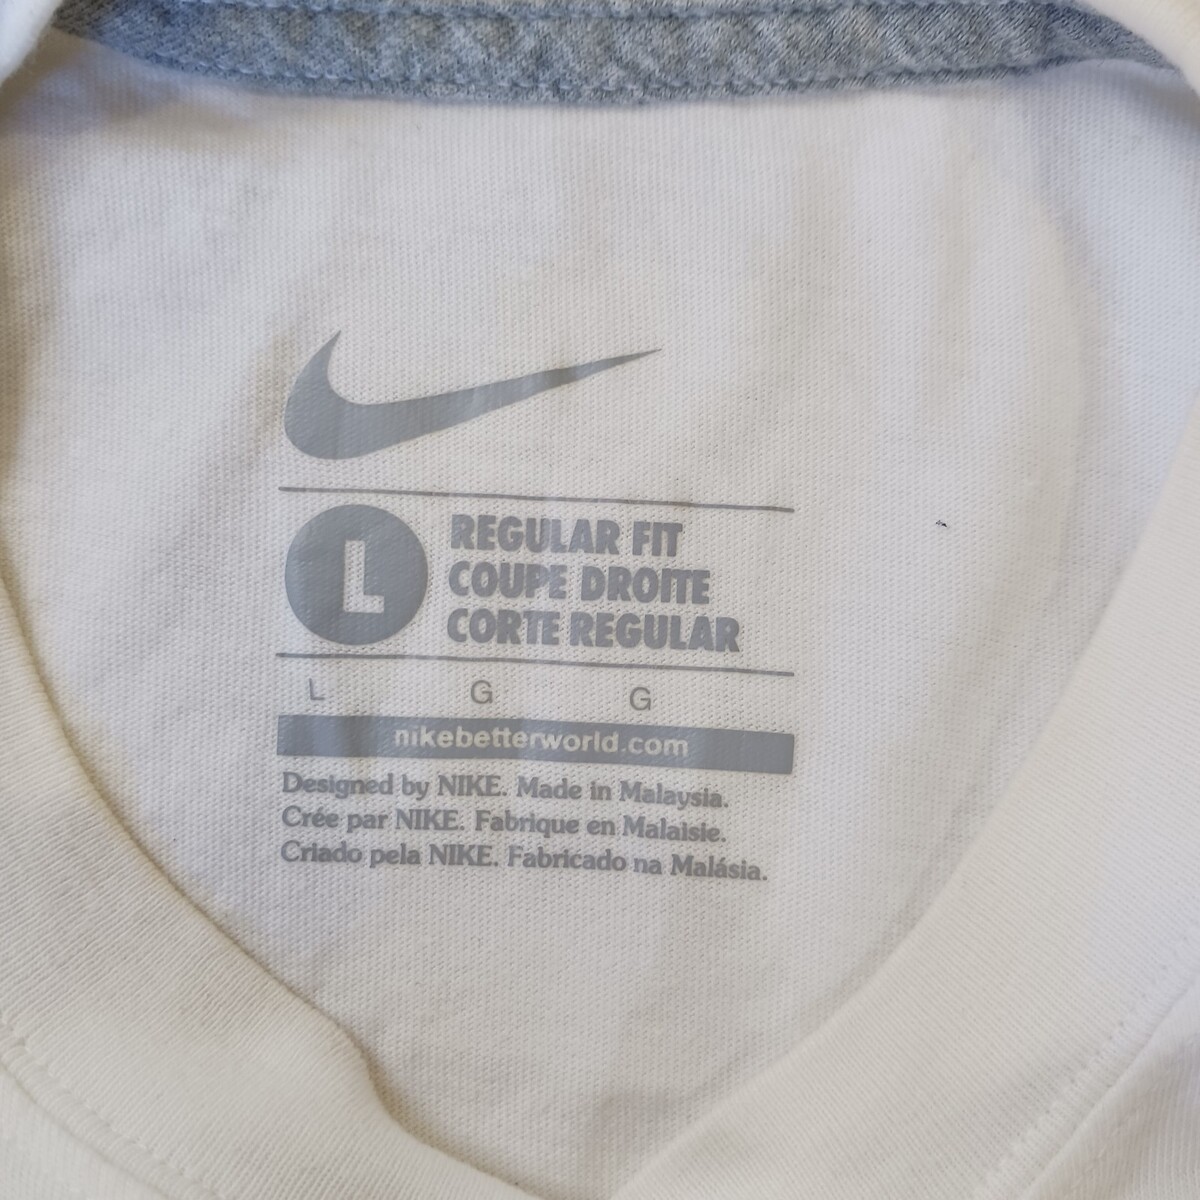 L
REGULAR FIT
COUPE DROITE
CORTE REGULAR
L G G
nikebetterworld.com
Designed by NIKE. Made in Malaysia.
Crée par NIKE. Fabrique en Malaisie.
Criado pela NIKE. Fabricado na Malásia.